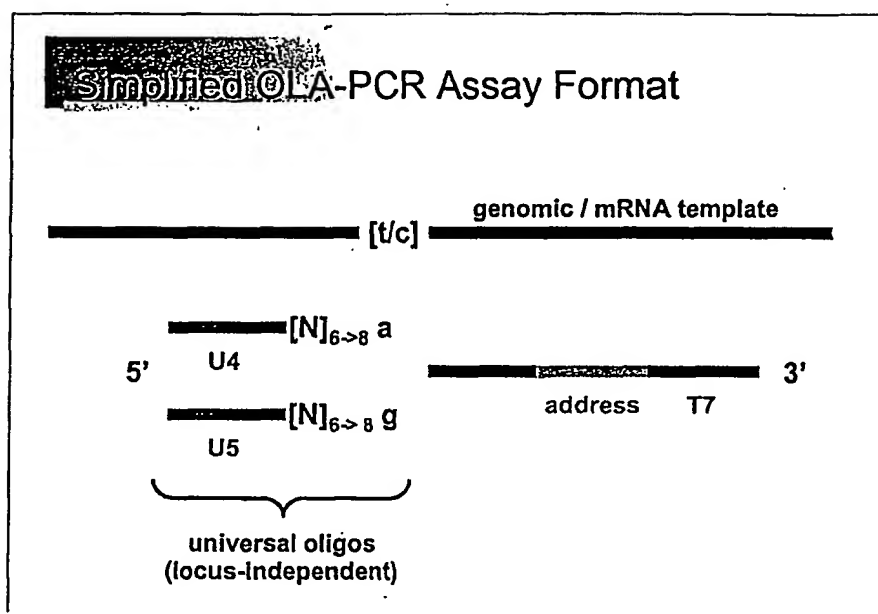 Simplified OLA-PCR Assay Format
genomic / mRNA template
[t/c]
[N]6->8 a
U4
5'
3'
address
T7
[N]6->8 g
U5
universal oligos
(locus-independent)